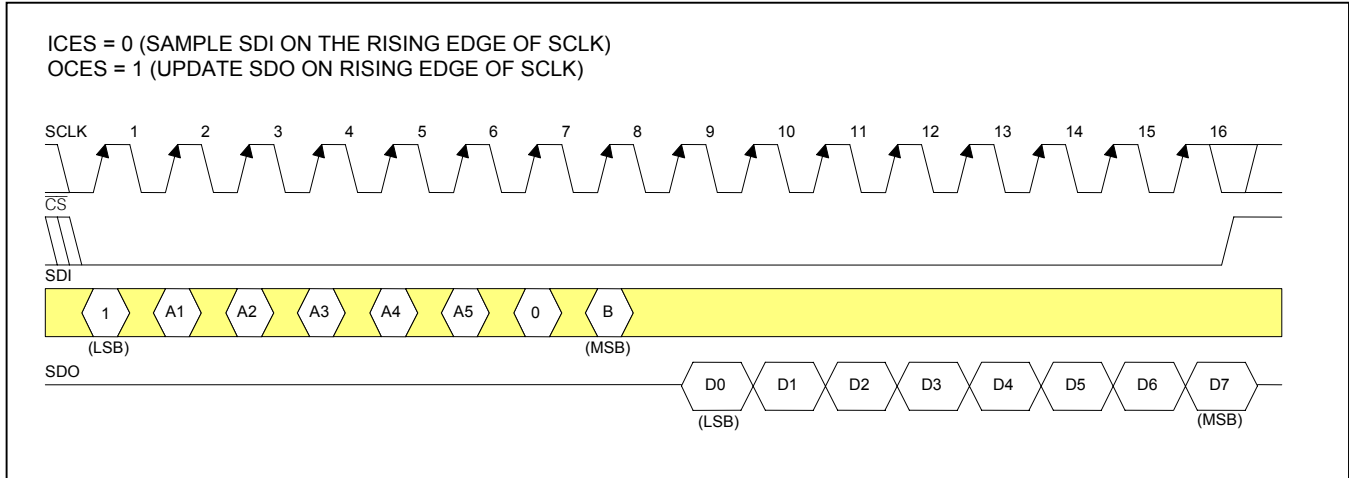 ICES = 0 (SAMPLE SDI ON THE RISING EDGE OF SCLK)
OCES = 1 (UPDATE SDO ON RISING EDGE OF SCLK)
SCLK 1 2 3 4 5 6 7 8 9 10 11 12 13 14 15 16
CS
SDI
1 A1 A2 A3 A4 A5 0 B
(LSB) (MSB)
SDO
D0 D1 D2 D3 D4 D5 D6 D7
(LSB) (MSB)